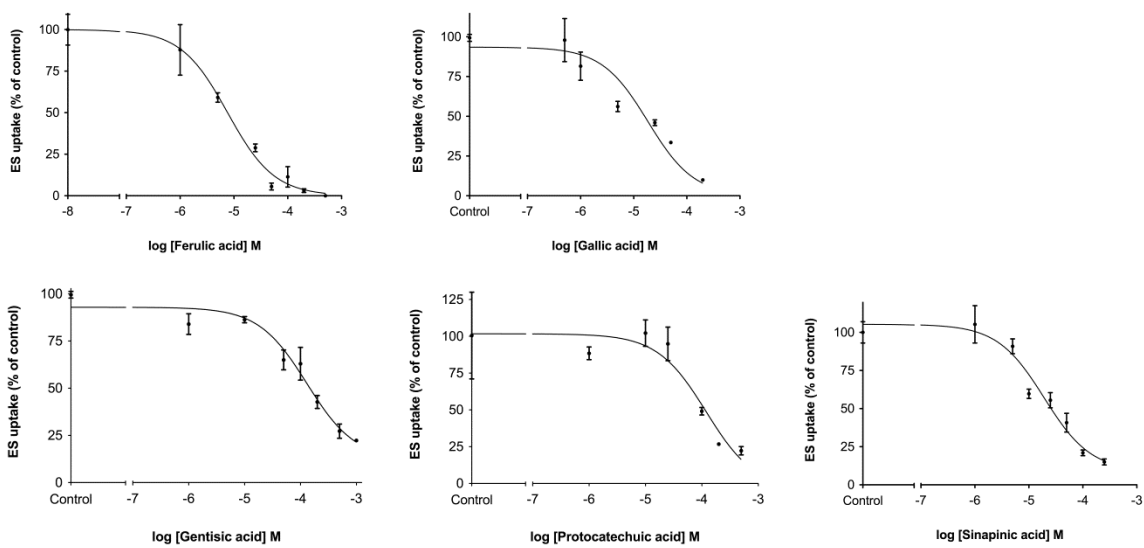 ES uptake (% of control)
100
75
50
25
0
-8 -7 -6 -5 -4 -3
log [Ferulic acid] M
ES uptake (% of control)
100
75
50
25
0
Control -7 -6 -5 -4 -3
log [Gallic acid] M
ES uptake (% of control)
100
75
50
25
0
Control -7 -6 -5 -4 -3
log [Gentisic acid] M
ES uptake (% of control)
125
100
75
50
25
0
Control -7 -6 -5 -4 -3
log [Protocatechuic acid] M
ES uptake (% of control)
100
75
50
25
0
Control -7 -6 -5 -4 -3
log [Sinapinic acid] M